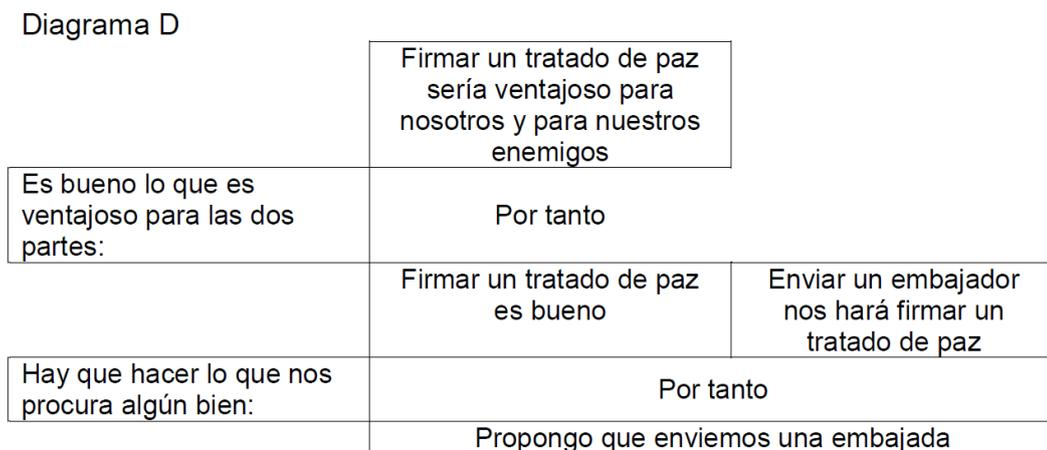 Diagrama D
Firmar un tratado de paz
sería ventajoso para
nosotros y para nuestros
enemigos
Es bueno lo que es
ventajoso para las dos
partes:
Por tanto
Firmar un tratado de paz
es bueno
Enviar un embajador
nos hará firmar un
tratado de paz
Hay que hacer lo que nos
procura algún bien:
Por tanto
Propongo que enviemos una embajada